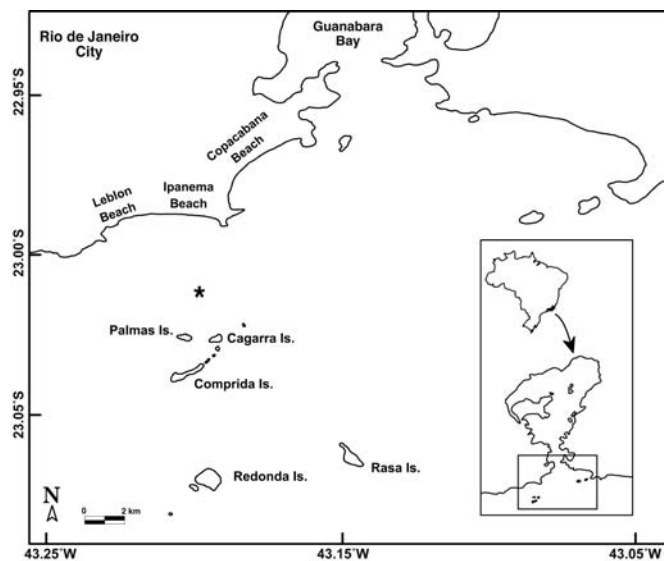 Rio de Janeiro
City
Guanabara
Bay
22.95°S
Copacabana
Beach
Ipanema
Beach
Leblon
Beach
23.00°S
*
Palmas Is.
Cagarra Is.
Comprida Is.
23.05°S
Redonda Is.
Rasa Is.
N
0 2 km
43.25°W
43.15°W
43.05°W